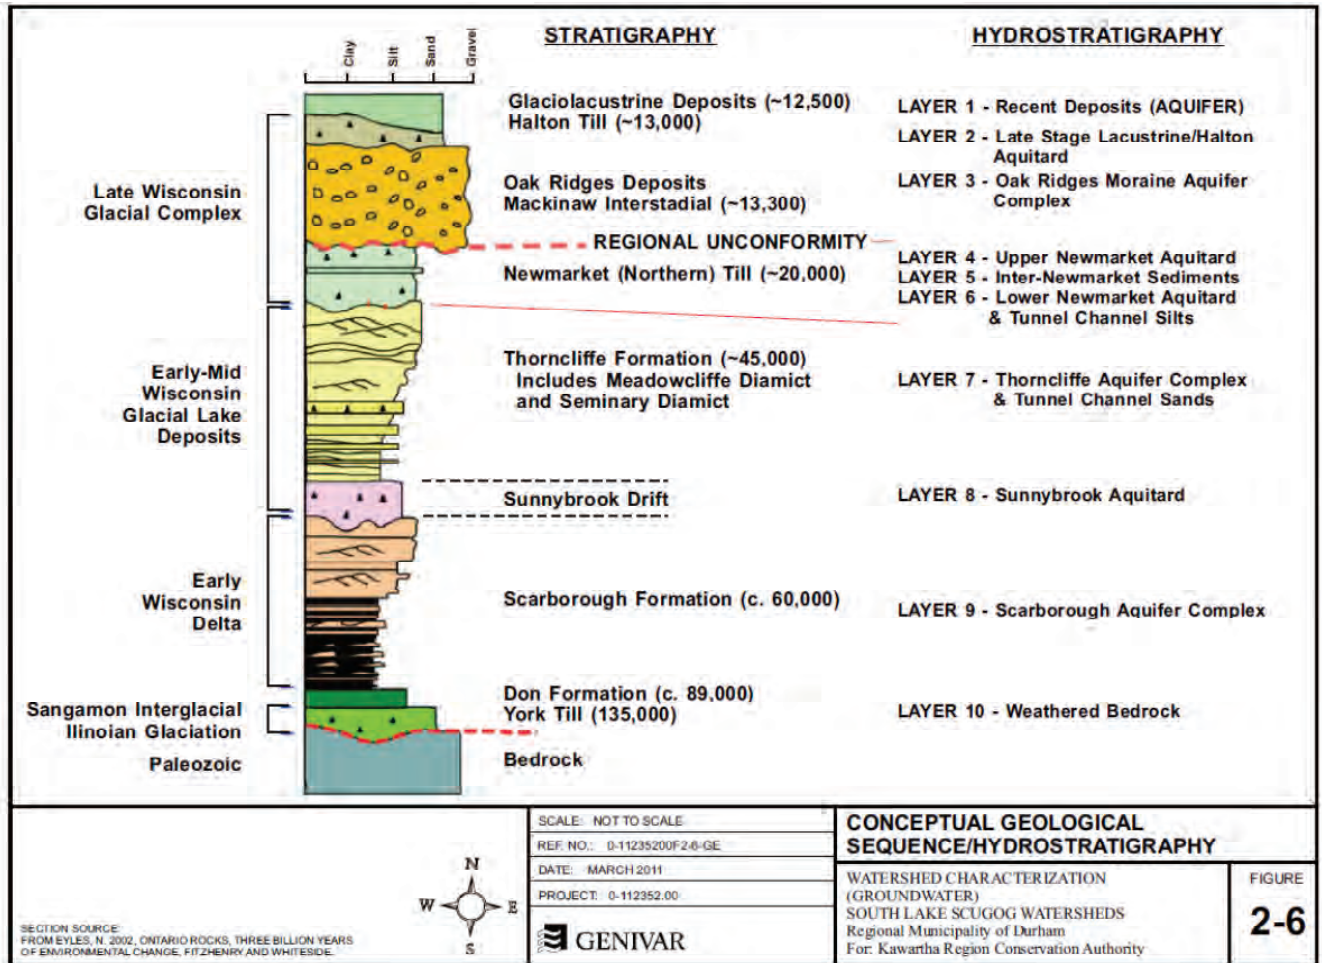 STRATIGRAPHY
HYDROSTRATIGRAPHY
Clay
Silt
Sand
Gravel
Glaciolacustrine Deposits (~12,500)
Halton Till (~13,000)
LAYER 1 - Recent Deposits (AQUIFER)
LAYER 2 - Late Stage Lacustrine/Halton
Aquitard
Late Wisconsin
Glacial Complex
Oak Ridges Deposits
Mackinaw Interstadial (~13,300)
LAYER 3 - Oak Ridges Moraine Aquifer
Complex
REGIONAL UNCONFORMITY
Newmarket (Northern) Till (~20,000)
LAYER 4 - Upper Newmarket Aquitard
LAYER 5 - Inter-Newmarket Sediments
LAYER 6 - Lower Newmarket Aquitard
& Tunnel Channel Silts
Early-Mid
Wisconsin
Glacial Lake
Deposits
Thorncliffe Formation (~45,000)
Includes Meadowcliffe Diamict
and Seminary Diamict
LAYER 7 - Thorncliffe Aquifer Complex
& Tunnel Channel Sands
Sunnybrook Drift
LAYER 8 - Sunnybrook Aquitard
Early
Wisconsin
Delta
Scarborough Formation (c. 60,000)
LAYER 9 - Scarborough Aquifer Complex
Sangamon Interglacial
Ilinoian Glaciation
Paleozoic
Don Formation (c. 89,000)
York Till (135,000)
Bedrock
LAYER 10 - Weathered Bedrock
SECTION SOURCE:
FROM EYLES, N. 2002, ONTARIO ROCKS, THREE BILLION YEARS
OF ENVIRONMENTAL CHANGE, FITZHENRY AND WHITESIDE.
N
W
E
S
SCALE: NOT TO SCALE
REF. NO.: 0-11235200F2-6-GE
DATE: MARCH 2011
PROJECT: 0-112352.00
GENIVAR
CONCEPTUAL GEOLOGICAL
SEQUENCE/HYDROSTRATIGRAPHY
WATERSHED CHARACTERIZATION
(GROUNDWATER)
SOUTH LAKE SCUGOG WATERSHEDS
Regional Municipality of Durham
For: Kawartha Region Conservation Authority
FIGURE
2-6